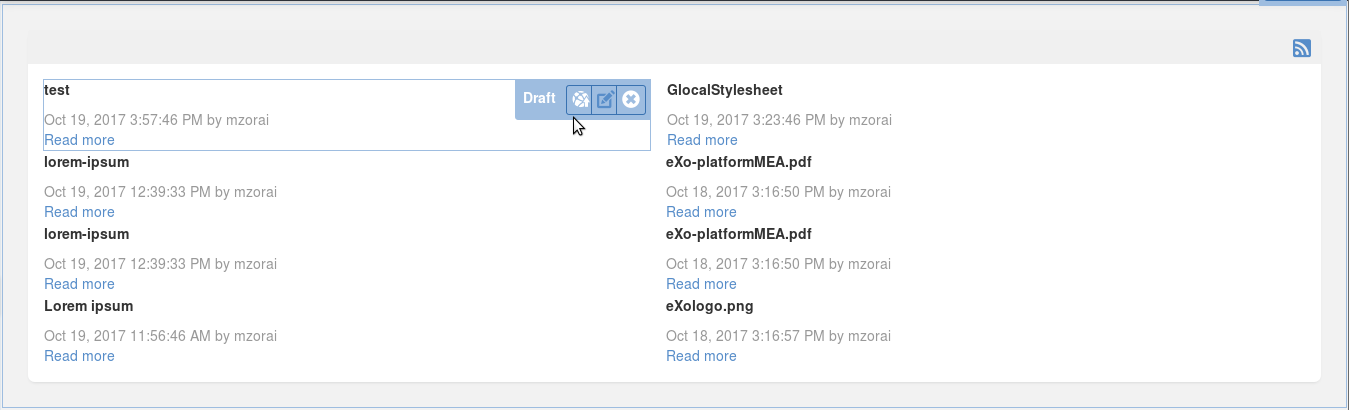 test
Draft
Oct 19, 2017 3:57:46 PM by mzorai
Read more
lorem-ipsum
Oct 19, 2017 12:39:33 PM by mzorai
Read more
lorem-ipsum
Oct 19, 2017 12:39:33 PM by mzorai
Read more
Lorem ipsum
Oct 19, 2017 11:56:46 AM by mzorai
Read more
GlocalStylesheet
Oct 19, 2017 3:23:46 PM by mzorai
Read more
eXo-platformMEA.pdf
Oct 18, 2017 3:16:50 PM by mzorai
Read more
eXo-platformMEA.pdf
Oct 18, 2017 3:16:50 PM by mzorai
Read more
eXologo.png
Oct 18, 2017 3:16:57 PM by mzorai
Read more